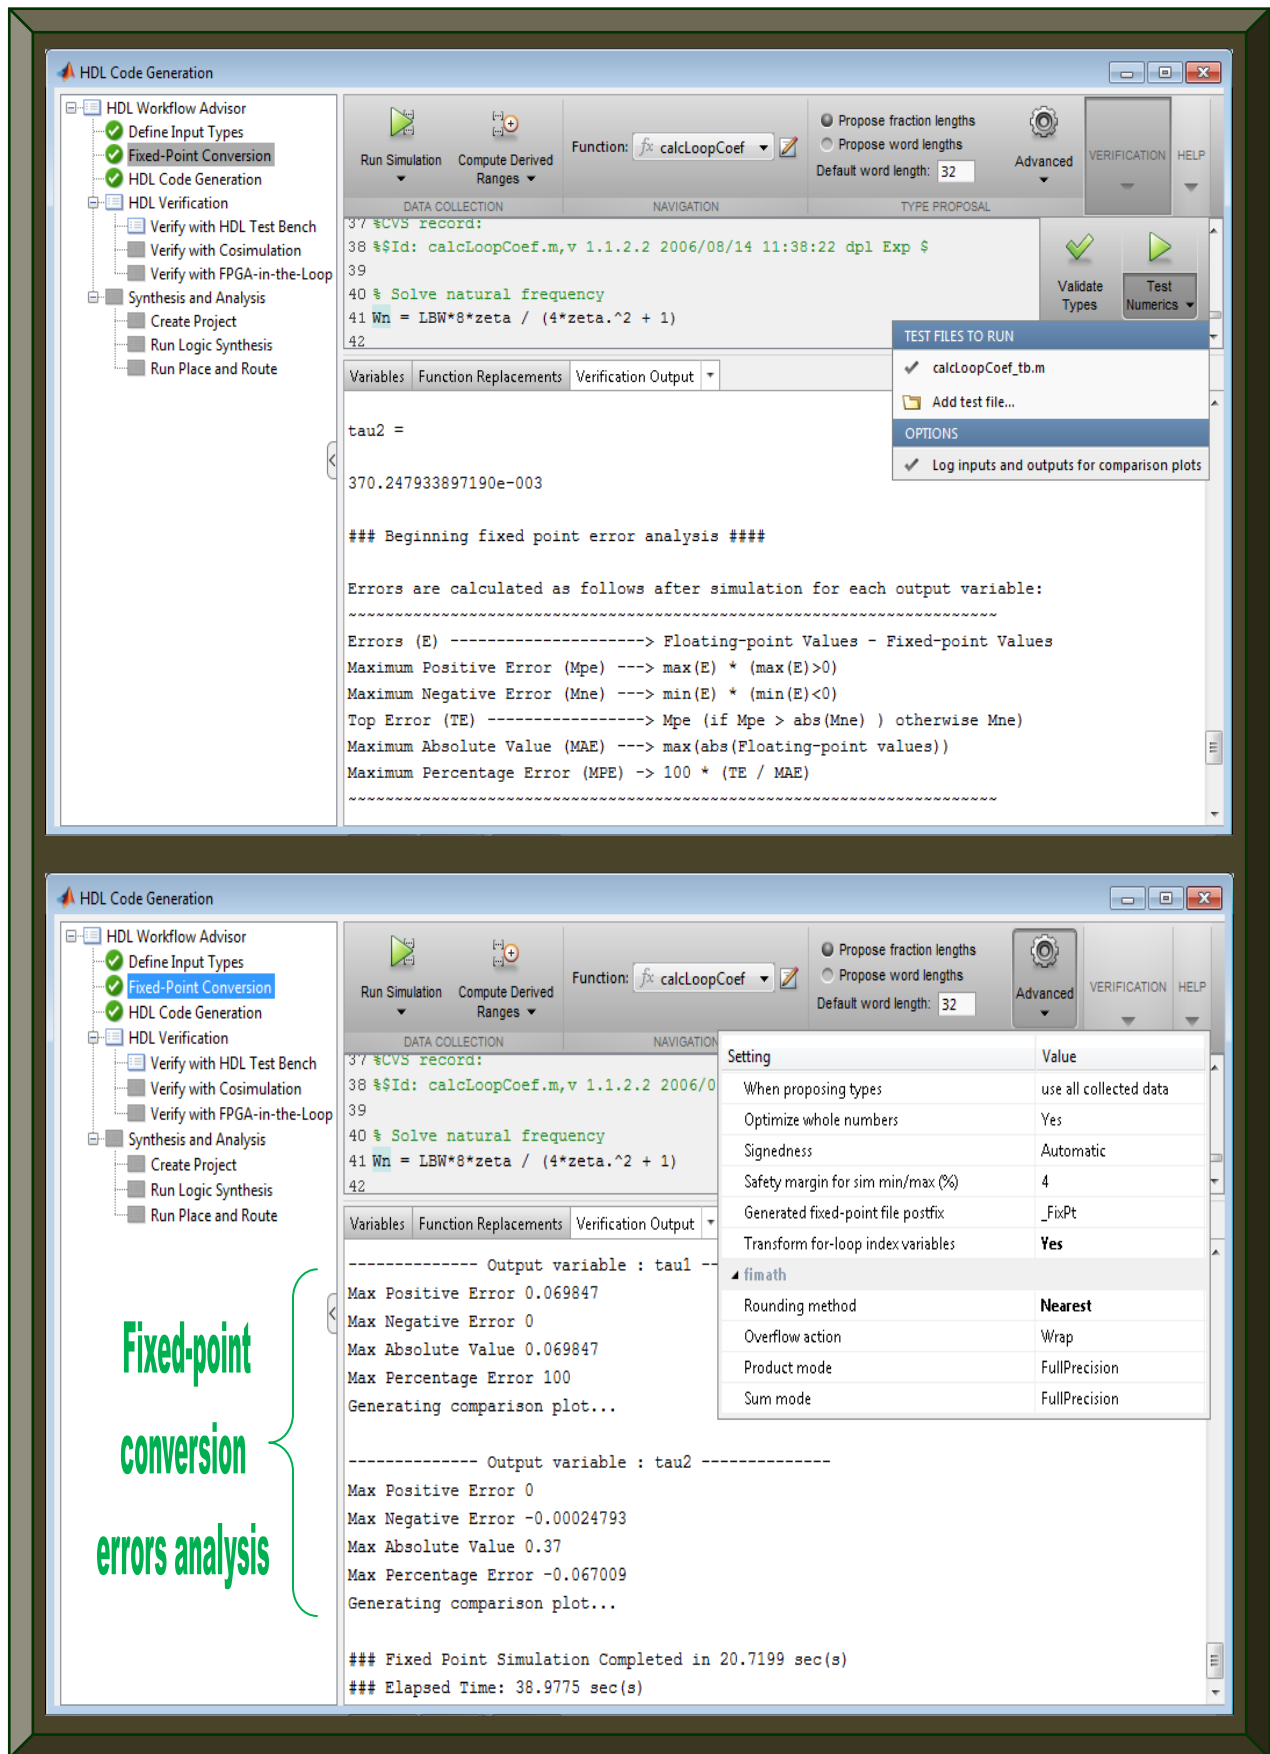 HDL Code Generation
HDL Workflow Advisor
Define Input Types
Fixed-Point Conversion
HDL Code Generation
HDL Verification
Verify with HDL Test Bench
Verify with Cosimulation
Verify with FPGA-in-the-Loop
Synthesis and Analysis
Create Project
Run Logic Synthesis
Run Place and Route
Run Simulation
Compute Derived
Ranges
DATA COLLECTION
Function: fx calcLoopCoef
NAVIGATION
Propose fraction lengths
Propose word lengths
Default word length: 32
TYPE PROPOSAL
Advanced
VERIFICATION
HELP
37 %CVS record:
38 %$Id: calcLoopCoef.m,v 1.1.2.2 2006/08/14 11:38:22 dpl Exp $
39
40 % Solve natural frequency
41 Wn = LBW*8*zeta / (4*zeta.^2 + 1)
42
Validate
Types
Test
Numerics
TEST FILES TO RUN
calcLoopCoef_tb.m
Add test file...
OPTIONS
Log inputs and outputs for comparison plots
Variables Function Replacements Verification Output
tau2 =
370.247933897190e-003
### Beginning fixed point error analysis ####
Errors are calculated as follows after simulation for each output variable:
~~~~~~~~~~~~~~~~~~~~~~~~~~~~~~~~~~~~~~~~~~~~~~~~~~~~~~~~~~~~~~~~~~~~~~
Errors (E) ---------------------> Floating-point Values - Fixed-point Values
Maximum Positive Error (Mpe) ---> max(E) * (max(E)>0)
Maximum Negative Error (Mne) ---> min(E) * (min(E)<0)
Top Error (TE) -----------------> Mpe (if Mpe > abs(Mne) ) otherwise Mne)
Maximum Absolute Value (MAE) ---> max(abs(Floating-point values))
Maximum Percentage Error (MPE) -> 100 * (TE / MAE)
~~~~~~~~~~~~~~~~~~~~~~~~~~~~~~~~~~~~~~~~~~~~~~~~~~~~~~~~~~~~~~~~~~~~~~
HDL Code Generation
HDL Workflow Advisor
Define Input Types
Fixed-Point Conversion
HDL Code Generation
HDL Verification
Verify with HDL Test Bench
Verify with Cosimulation
Verify with FPGA-in-the-Loop
Synthesis and Analysis
Create Project
Run Logic Synthesis
Run Place and Route
Fixed-point
conversion
errors analysis
Run Simulation
Compute Derived
Ranges
DATA COLLECTION
Function: fx calcLoopCoef
NAVIGATION
Propose fraction lengths
Propose word lengths
Default word length: 32
Advanced
VERIFICATION
HELP
37 %CVS record:
38 %$Id: calcLoopCoef.m,v 1.1.2.2 2006/0
39
40 % Solve natural frequency
41 Wn = LBW*8*zeta / (4*zeta.^2 + 1)
42
Setting Value
When proposing types use all collected data
Optimize whole numbers Yes
Signedness Automatic
Safety margin for sim min/max (%) 4
Generated fixed-point file postfix _FixPt
Transform for-loop index variables Yes
fimath
Rounding method Nearest
Overflow action Wrap
Product mode FullPrecision
Sum mode FullPrecision
Variables Function Replacements Verification Output
-------------- Output variable : tau1 --
Max Positive Error 0.069847
Max Negative Error 0
Max Absolute Value 0.069847
Max Percentage Error 100
Generating comparison plot...
-------------- Output variable : tau2 --------------
Max Positive Error 0
Max Negative Error -0.00024793
Max Absolute Value 0.37
Max Percentage Error -0.067009
Generating comparison plot...
### Fixed Point Simulation Completed in 20.7199 sec(s)
### Elapsed Time: 38.9775 sec(s)